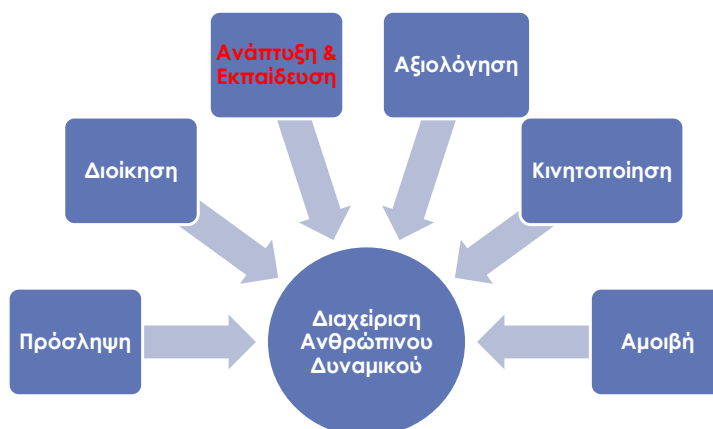 Ανάπτυξη &
Εκπαίδευση
Αξιολόγηση
Διοίκηση
Κινητοποίηση
Πρόσληψη
Διαχείριση
Ανθρώπινου
Δυναμικού
Αμοιβή